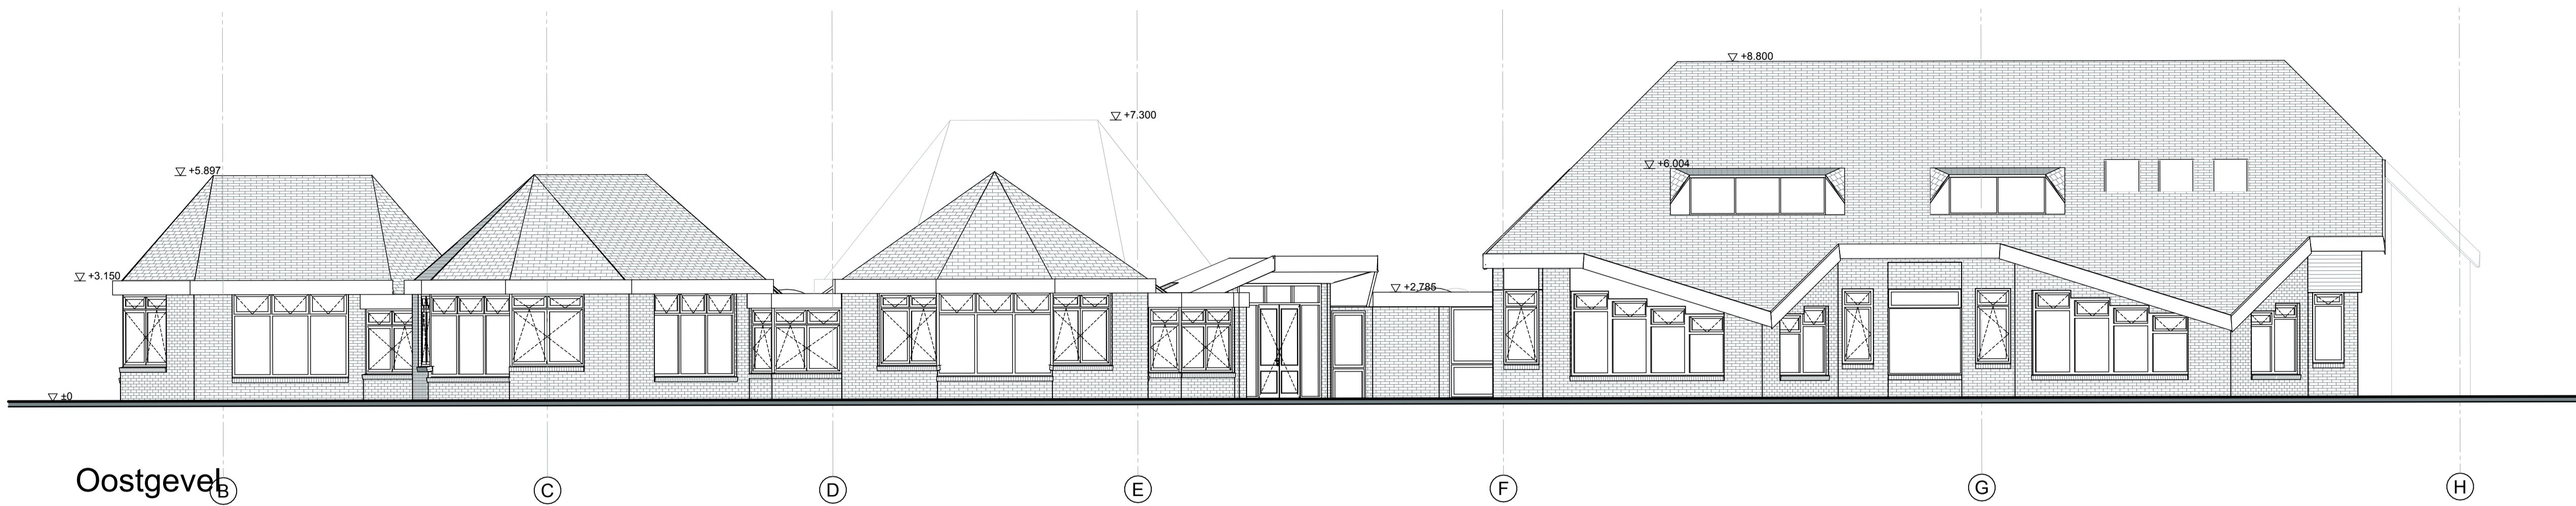 +8.800
+7.300
+6.004
+5.897
+3.150
+2.785
±0
Oostgevel
B
C
D
E
F
G
H